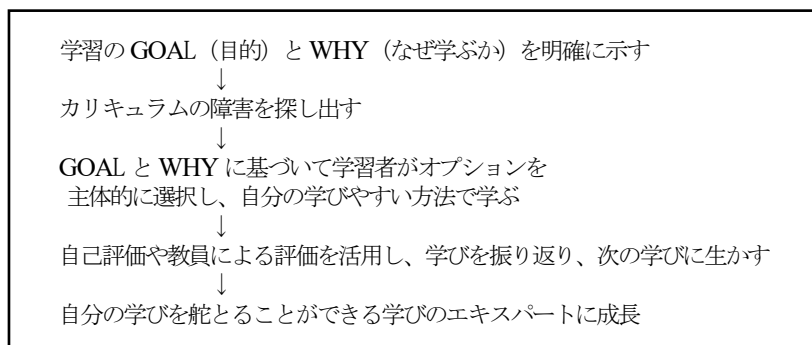 学習の GOAL（目的）と WHY（なぜ学ぶか）を明確に示す
↓
カリキュラムの障害を探し出す
↓
GOAL と WHY に基づいて学習者がオプションを
主体的に選択し、自分の学びやすい方法で学ぶ
↓
自己評価や教員による評価を活用し、学びを振り返り、次の学びに生かす
↓
自分の学びを舵とることができる学びのエキスパートに成長